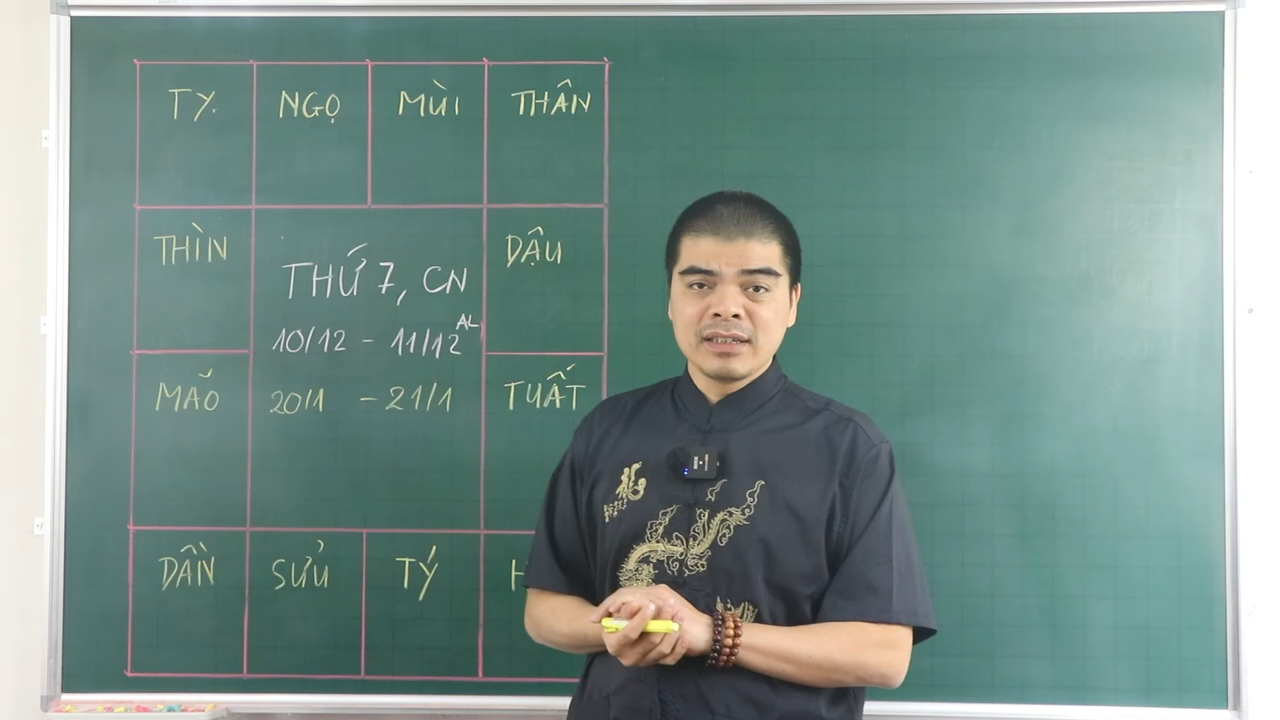 TỴ NGỌ MÙI THÂN
THÌN DẬU
THỨ 7, CN
10/12 - 11/12 AL
MÃO 20/1 - 21/1 TUẤT
DẦN SỬU TÝ H
龍